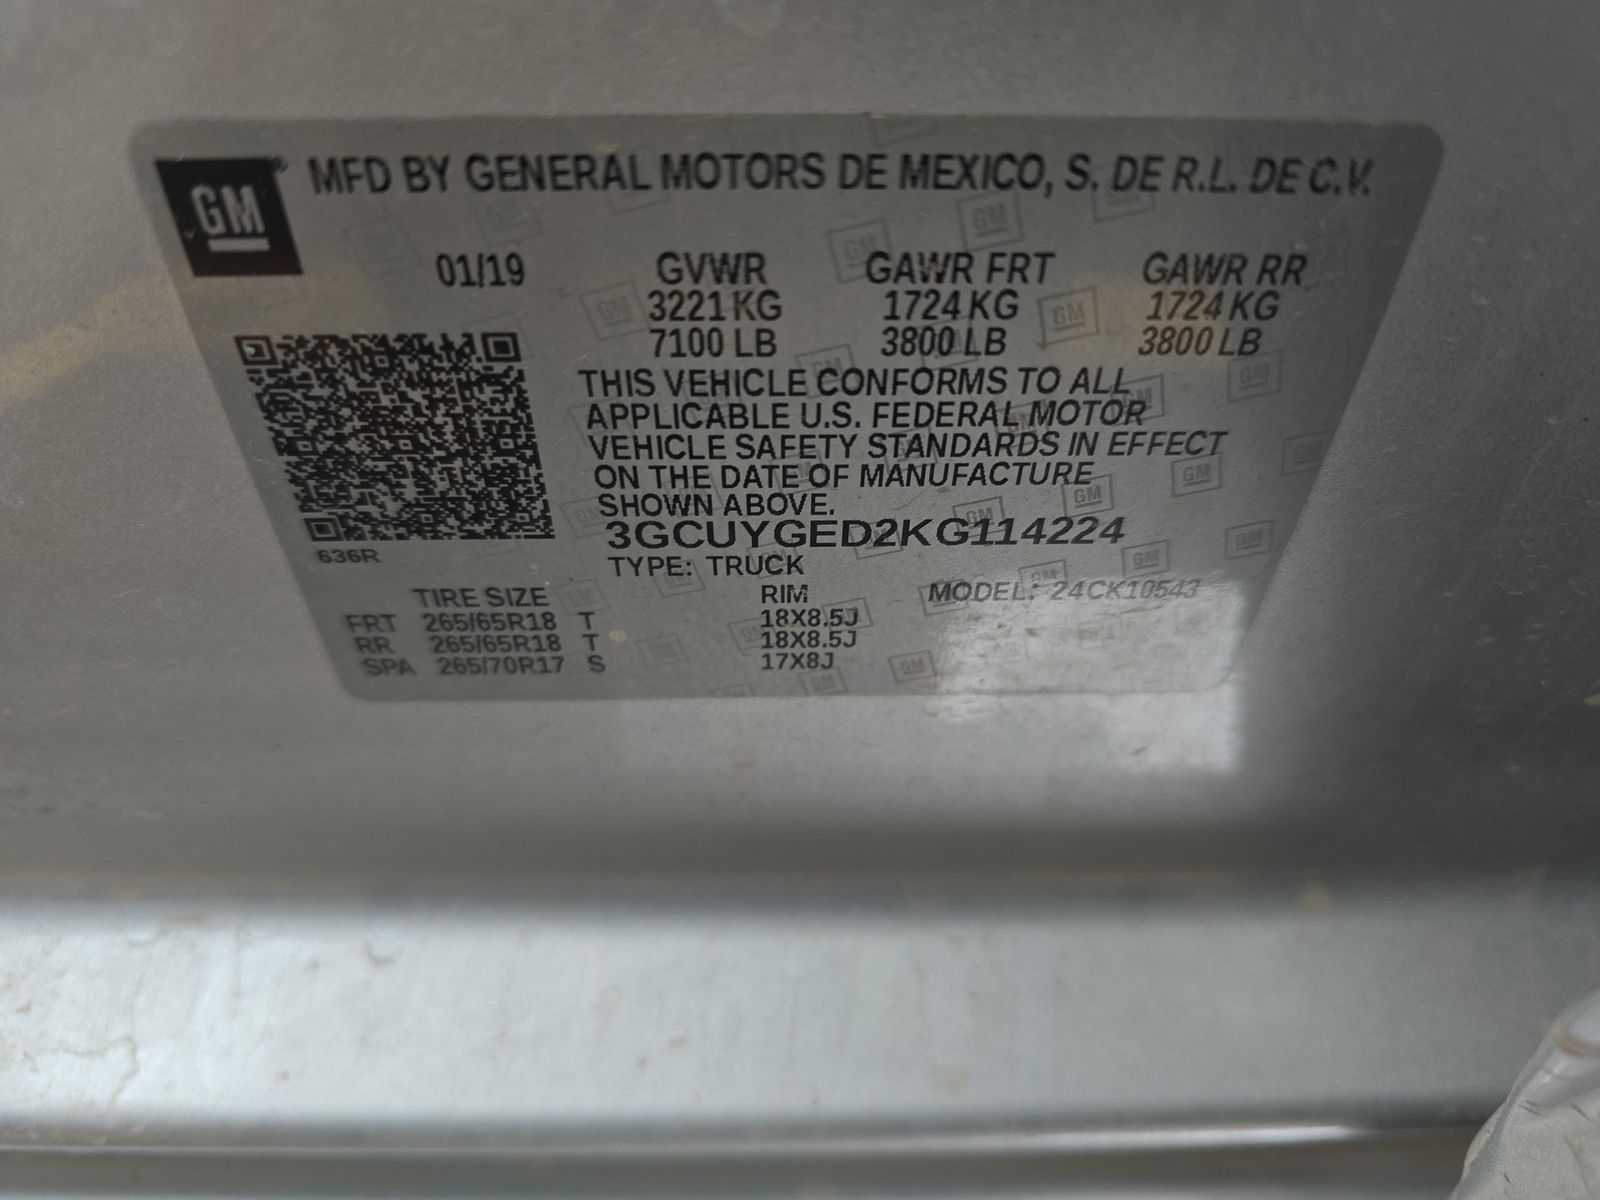 GM MFD BY GENERAL MOTORS DE MEXICO, S. DE R.L. DE C.V.
01/19 GVWR GAWR FRT GAWR RR
3221 KG 1724 KG 1724 KG
7100 LB 3800 LB 3800 LB
THIS VEHICLE CONFORMS TO ALL
APPLICABLE U.S. FEDERAL MOTOR
VEHICLE SAFETY STANDARDS IN EFFECT
ON THE DATE OF MANUFACTURE
SHOWN ABOVE.
3GCUYGED2KG114224
636R
TYPE: TRUCK
TIRE SIZE RIM MODEL: 24CK10543
FRT 265/65R18 T 18X8.5J
RR 265/65R18 T 18X8.5J
SPA 265/70R17 S 17X8J